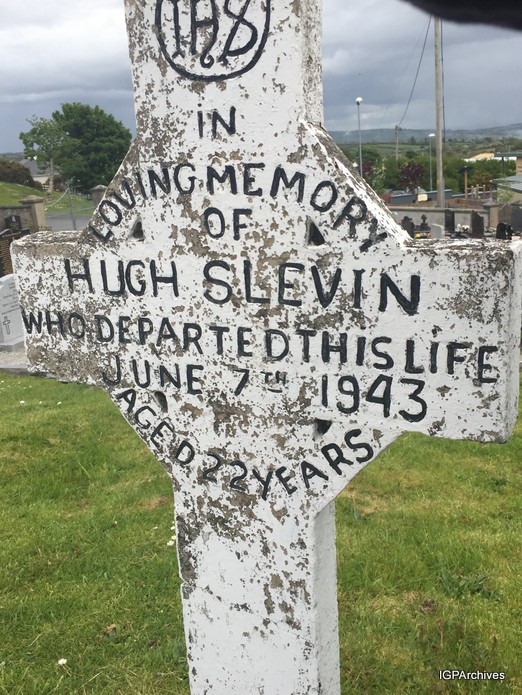 IHS
IN
LOVING MEMORY
OF
HUGH SLEVIN
WHO DEPARTED THIS LIFE
JUNE 7TH 1943
AGED 22 YEARS
IGPArchives